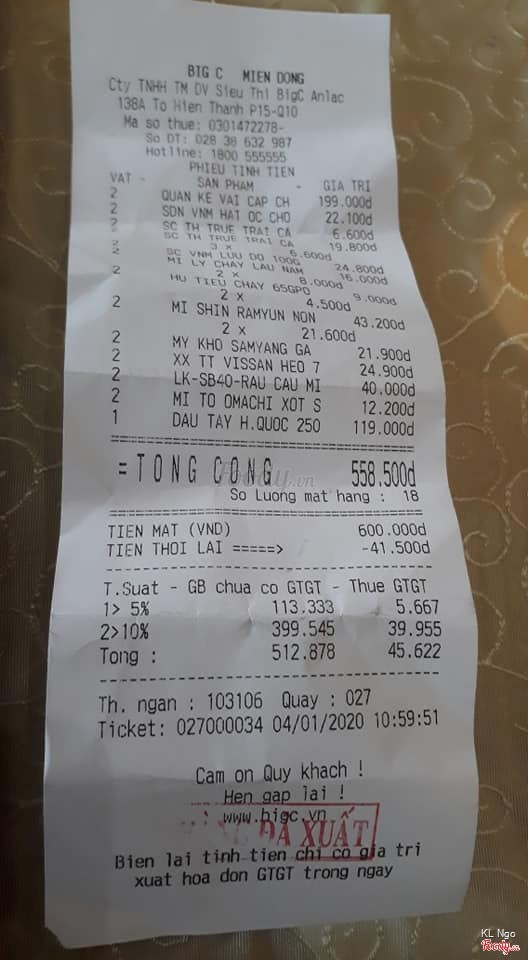 BIG C MIEN DONG
Cty TNHH TM DV Sieu Thi BigC Anlac
138A To Hien Thanh P15-Q10
Ma so thue: 0301472278-
So DT: 028 38 632 987
Hotline: 1800 555555
PHIEU TINH TIEN
VAT - SAN PHAM - GIA TRI
2 QUAN KE VAI CAP CH 199.000d
2 SDN VNM HAT OC CHO 22.100d
2 SC TH TRUE TRAI CA 6.600d
2 SC TH TRUE TRAI CA 19.800d
3 x 6.600d
2 SC VNM LUU DO 100G 24.800d
2 MI LY CHAY LAU NAM 16.000d
2 x 8.000d
2 HU TIEU CHAY 65GPO 9.000d
2 x 4.500d
2 MI SHIN RAMYUN NON 43.200d
2 x 21.600d
2 MY KHO SAMYANG GA 21.900d
2 XX TT VISSAN HEO 7 24.900d
2 LK-SB40-RAU CAU MI 40.000d
2 MI TO OMACHI XOT S 12.200d
1 DAU TAY H.QUOC 250 119.000d
=TONG CONG 558.500d
So Luong mat hang : 18
TIEN MAT (VND) 600.000d
TIEN THOI LAI =====> -41.500d
T.Suat - GB chua co GTGT - Thue GTGT
1> 5% 113.333 5.667
2>10% 399.545 39.955
Tong : 512.878 45.622
Th. ngan : 103106 Quay : 027
Ticket: 027000034 04/01/2020 10:59:51
Cam on Quy khach !
Hen gap lai !
www.bigc.vn
ĐÃ XUẤT
Bien lai tinh tien chi co gia tri
xuat hoa don GTGT trong ngay
KL Ngo
Foody.vn